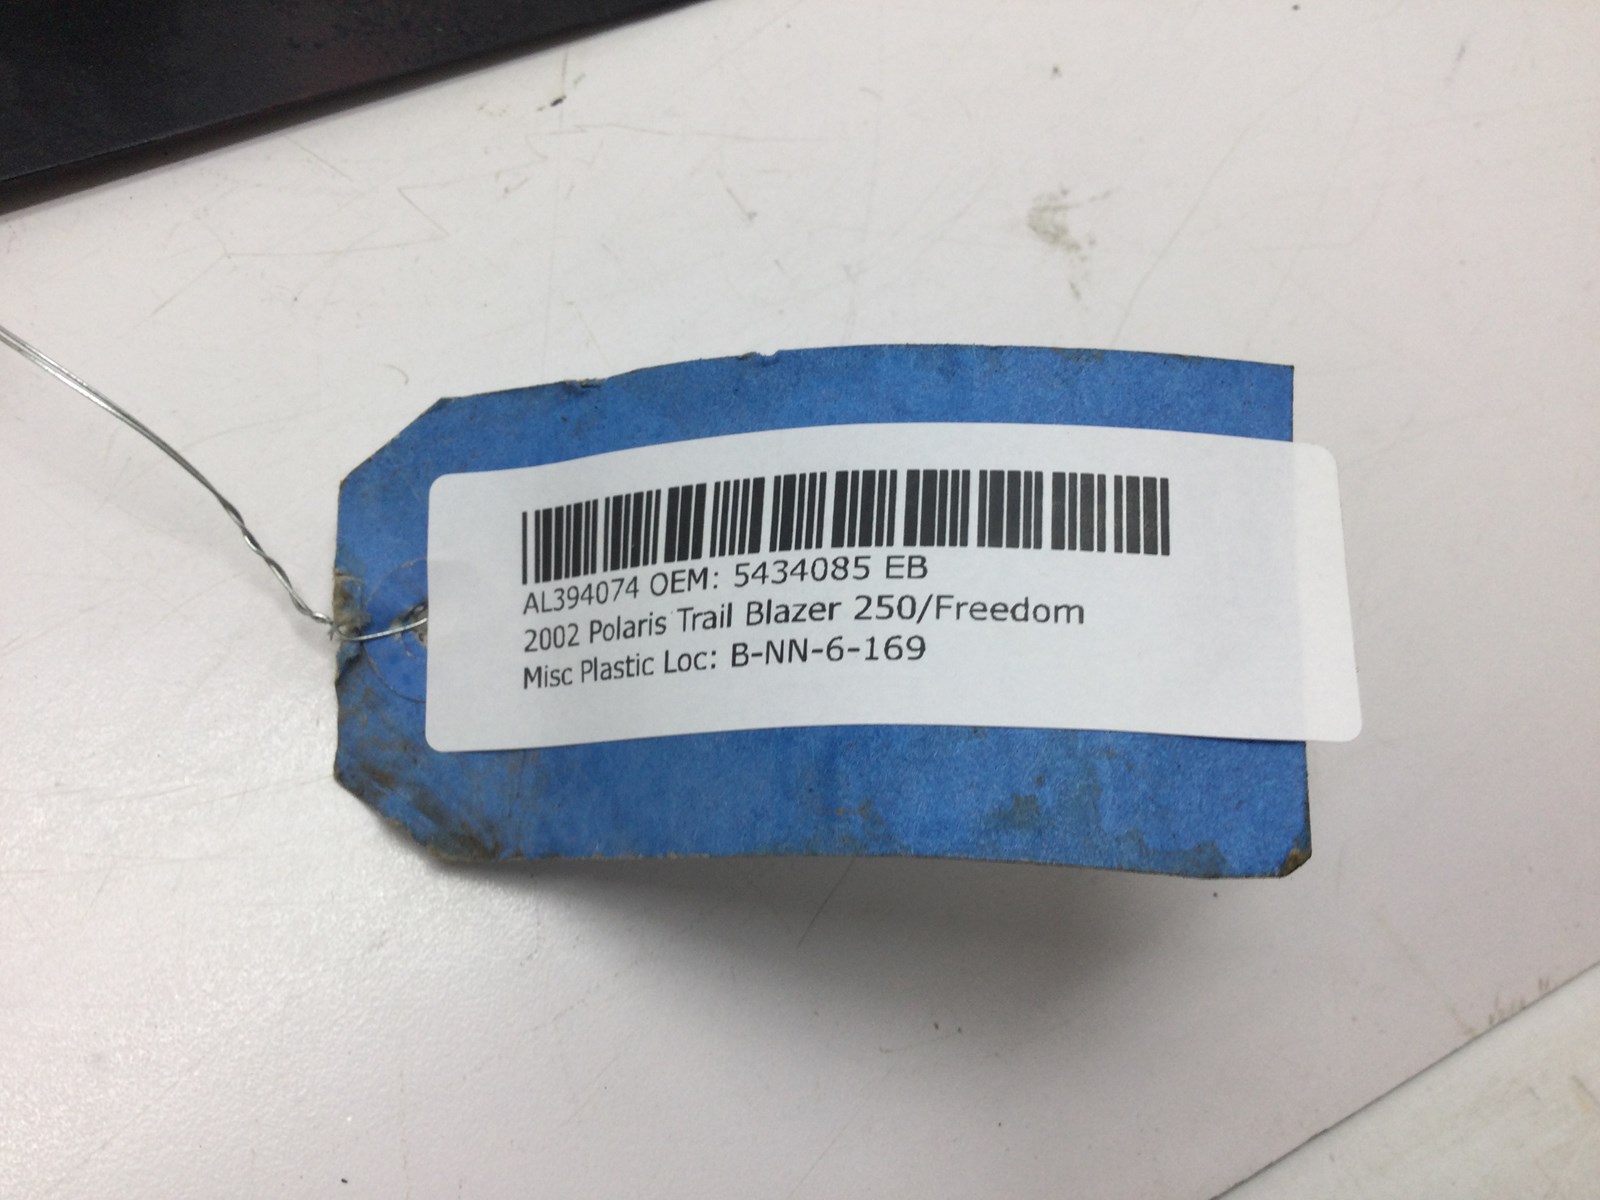 AL394074 OEM: 5434085 EB
2002 Polaris Trail Blazer 250/Freedom
Misc Plastic Loc: B-NN-6-169